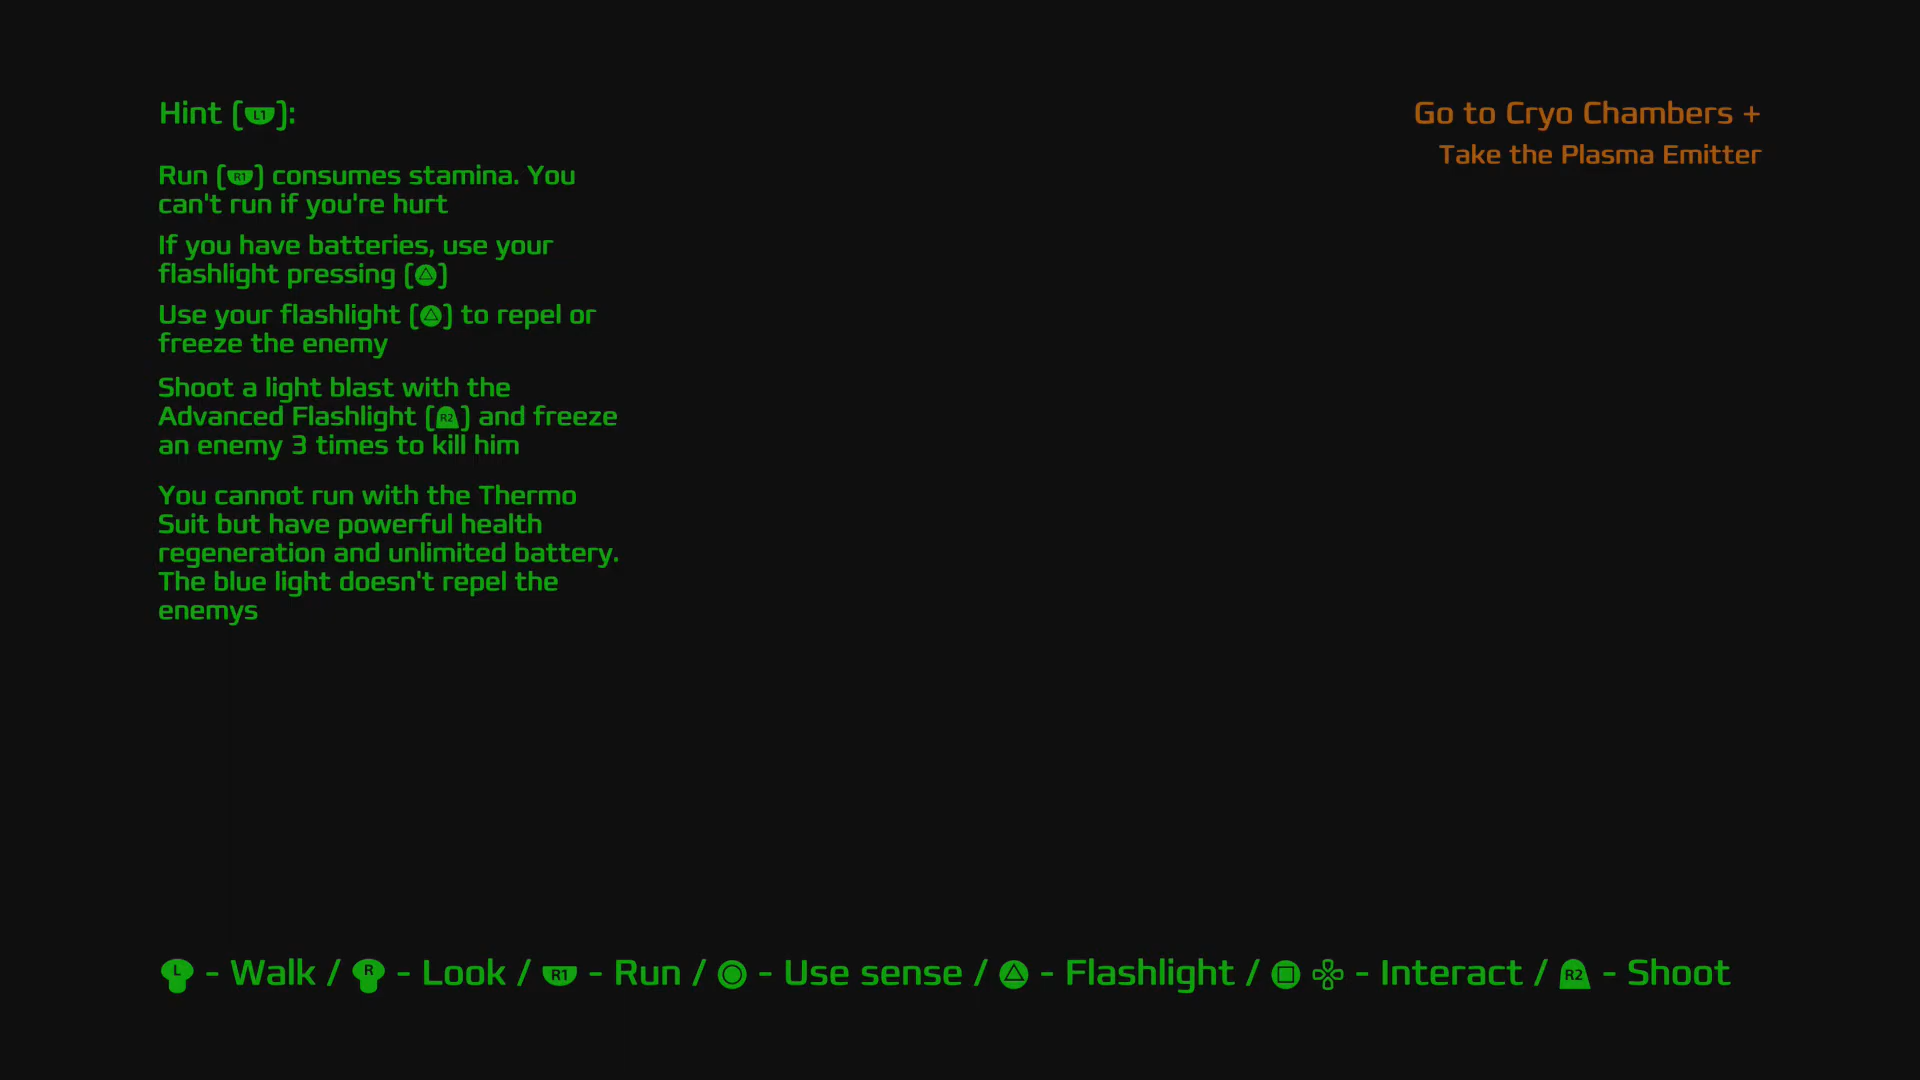 Hint [L1]:
Run [R1] consumes stamina. You
can't run if you're hurt
If you have batteries, use your
flashlight pressing [△]
Use your flashlight [△] to repel or
freeze the enemy
Shoot a light blast with the
Advanced Flashlight [R2] and freeze
an enemy 3 times to kill him
You cannot run with the Thermo
Suit but have powerful health
regeneration and unlimited battery.
The blue light doesn't repel the
enemys
Go to Cryo Chambers +
Take the Plasma Emitter
L - Walk / R - Look / R1 - Run / ○ - Use sense / △ - Flashlight / □ - Interact / R2 - Shoot